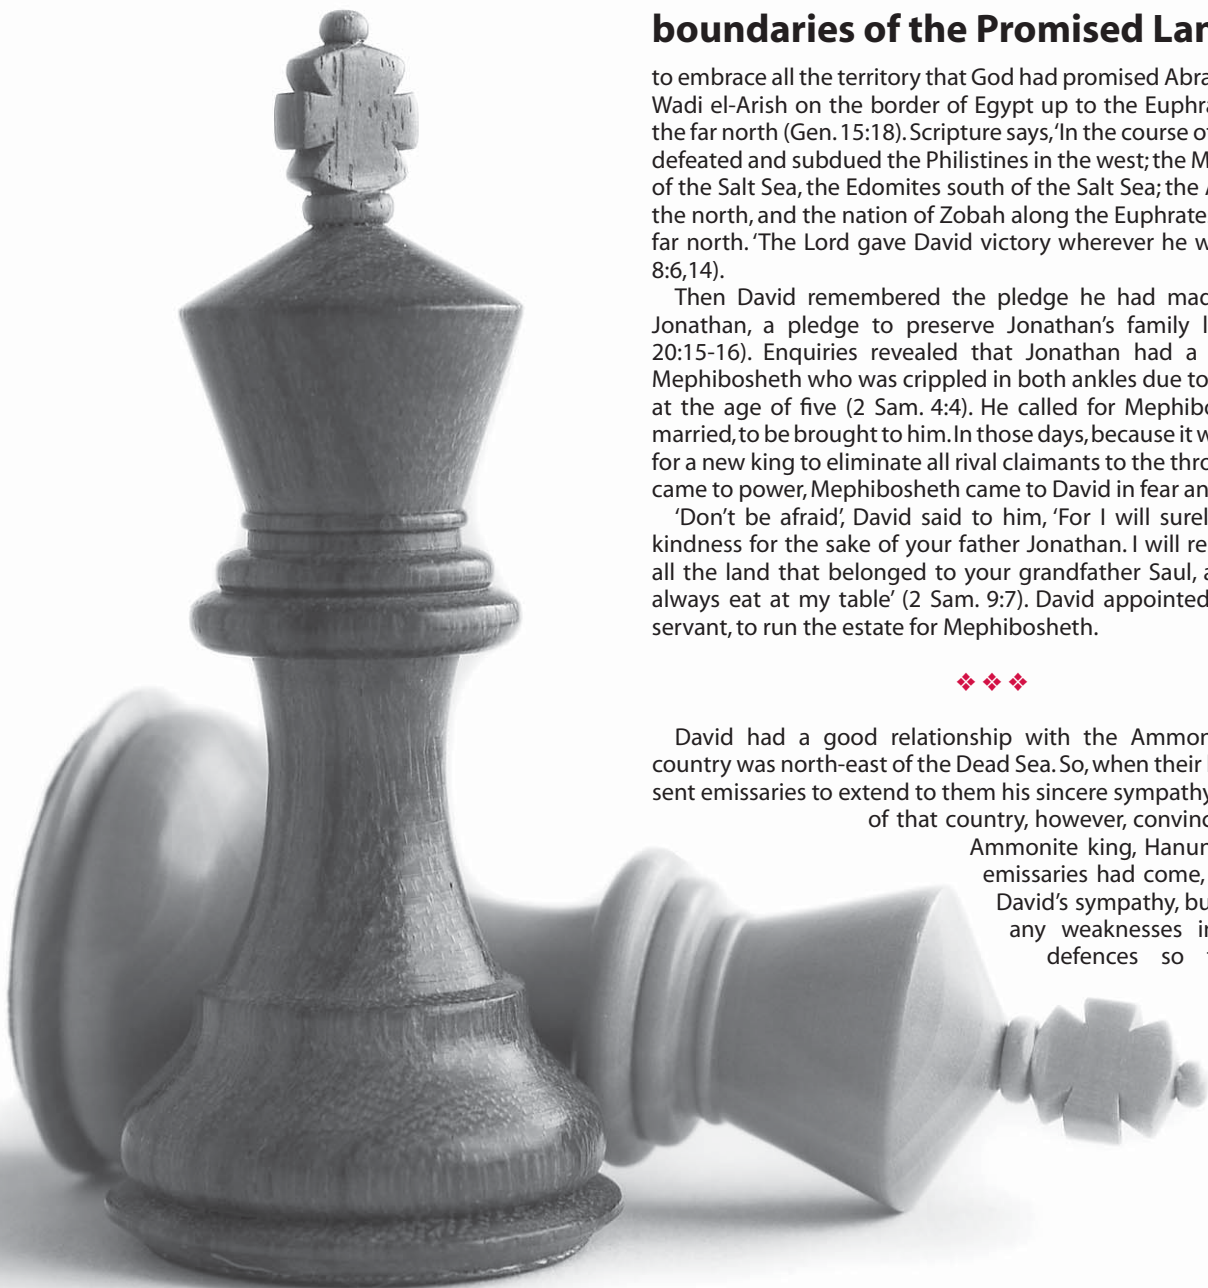 boundaries of the Promised Lan
to embrace all the territory that God had promised Abra
Wadi el-Arish on the border of Egypt up to the Euphra
the far north (Gen. 15:18). Scripture says, ‘In the course of
defeated and subdued the Philistines in the west; the M
of the Salt Sea, the Edomites south of the Salt Sea; the A
the north, and the nation of Zobah along the Euphrate
far north. ‘The Lord gave David victory wherever he w
8:6,14).
Then David remembered the pledge he had mad
Jonathan, a pledge to preserve Jonathan’s family l
20:15-16). Enquiries revealed that Jonathan had a
Mephibosheth who was crippled in both ankles due to
at the age of five (2 Sam. 4:4). He called for Mephibo
married, to be brought to him. In those days, because it w
for a new king to eliminate all rival claimants to the thro
came to power, Mephibosheth came to David in fear an
‘Don’t be afraid’, David said to him, ‘For I will surel
kindness for the sake of your father Jonathan. I will re
all the land that belonged to your grandfather Saul, a
always eat at my table’ (2 Sam. 9:7). David appointed
servant, to run the estate for Mephibosheth.
David had a good relationship with the Ammon
country was north-east of the Dead Sea. So, when their
sent emissaries to extend to them his sincere sympathy
of that country, however, convinc
Ammonite king, Hanun
emissaries had come,
David’s sympathy, bu
any weaknesses in
defences so